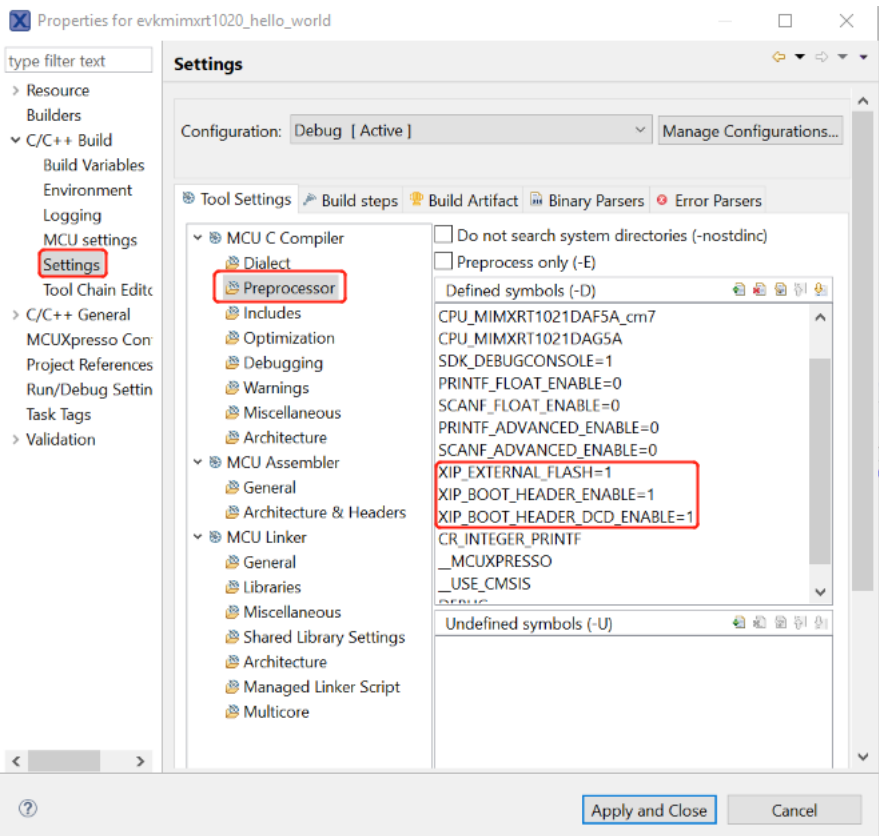 Properties for evkmimxrt1020_hello_world
type filter text
Resource
Builders
C/C++ Build
Build Variables
Environment
Logging
MCU settings
Settings
Tool Chain Edit
C/C++ General
MCUXpresso Con
Project References
Run/Debug Settin
Task Tags
Validation
Settings
Configuration: Debug [ Active ]
Manage Configurations...
Tool Settings Build steps Build Artifact Binary Parsers Error Parsers
MCU C Compiler
Dialect
Preprocessor
Includes
Optimization
Debugging
Warnings
Miscellaneous
Architecture
MCU Assembler
General
Architecture & Headers
MCU Linker
General
Libraries
Miscellaneous
Shared Library Settings
Architecture
Managed Linker Script
Multicore
Do not search system directories (-nostdinc)
Preprocess only (-E)
Defined symbols (-D)
CPU_MIMXRT1021DAF5A_cm7
CPU_MIMXRT1021DAG5A
SDK_DEBUGCONSOLE=1
PRINTF_FLOAT_ENABLE=0
SCANF_FLOAT_ENABLE=0
PRINTF_ADVANCED_ENABLE=0
SCANF_ADVANCED_ENABLE=0
XIP_EXTERNAL_FLASH=1
XIP_BOOT_HEADER_ENABLE=1
XIP_BOOT_HEADER_DCD_ENABLE=1
CR_INTEGER_PRINTF
__MCUXPRESSO
__USE_CMSIS
Undefined symbols (-U)
Apply and Close
Cancel